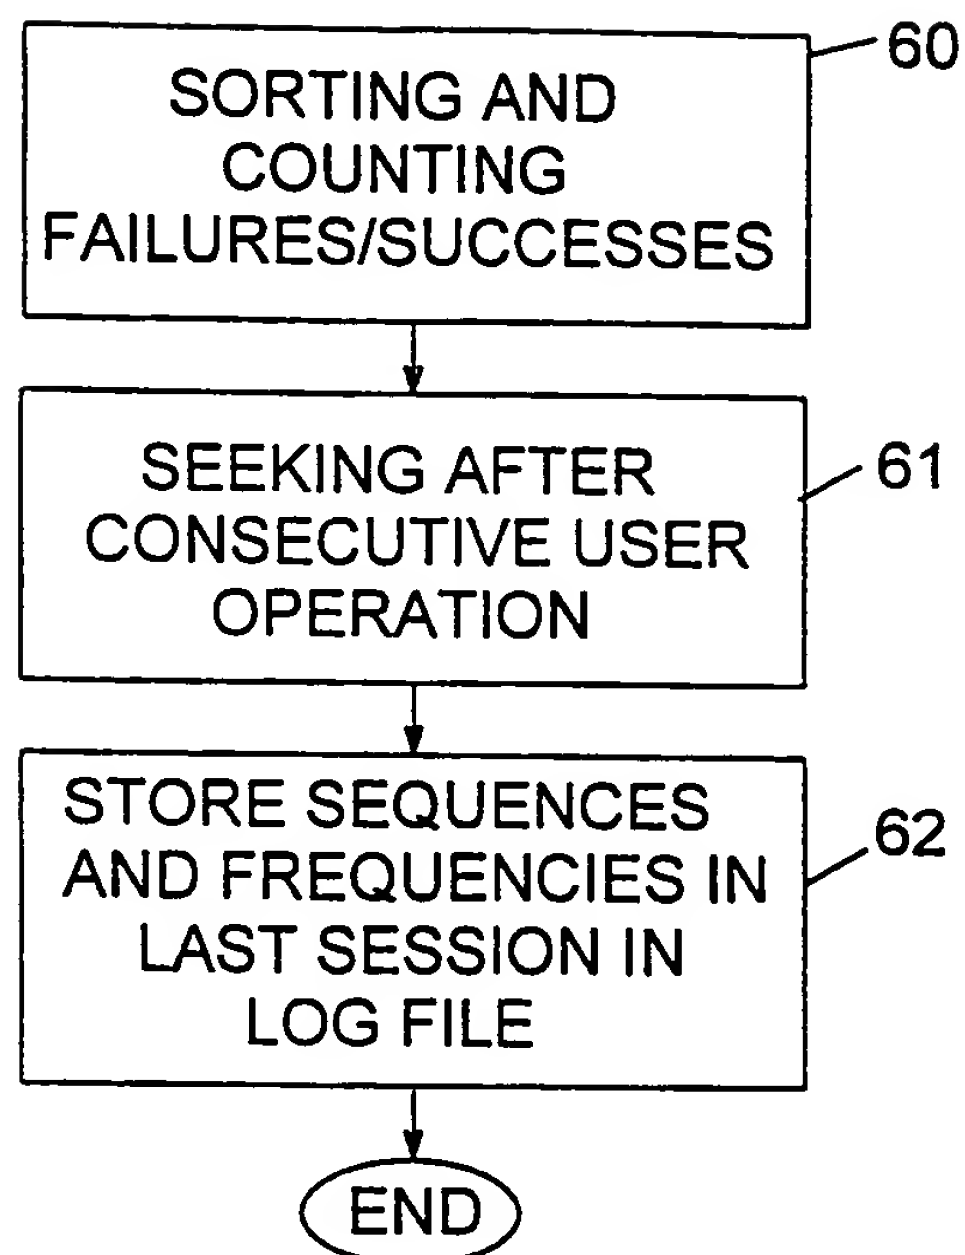 60
SORTING AND
COUNTING
FAILURES/SUCCESSES
61
SEEKING AFTER
CONSECUTIVE USER
OPERATION
62
STORE SEQUENCES
AND FREQUENCIES IN
LAST SESSION IN
LOG FILE
END